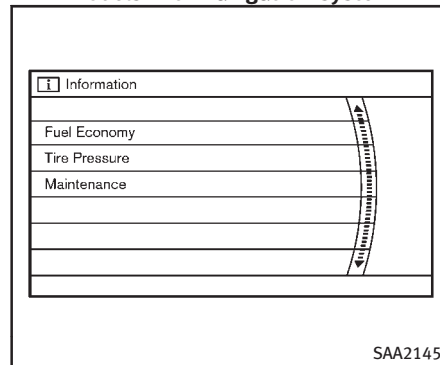 i Information
Fuel Economy
Tire Pressure
Maintenance
SAA2145